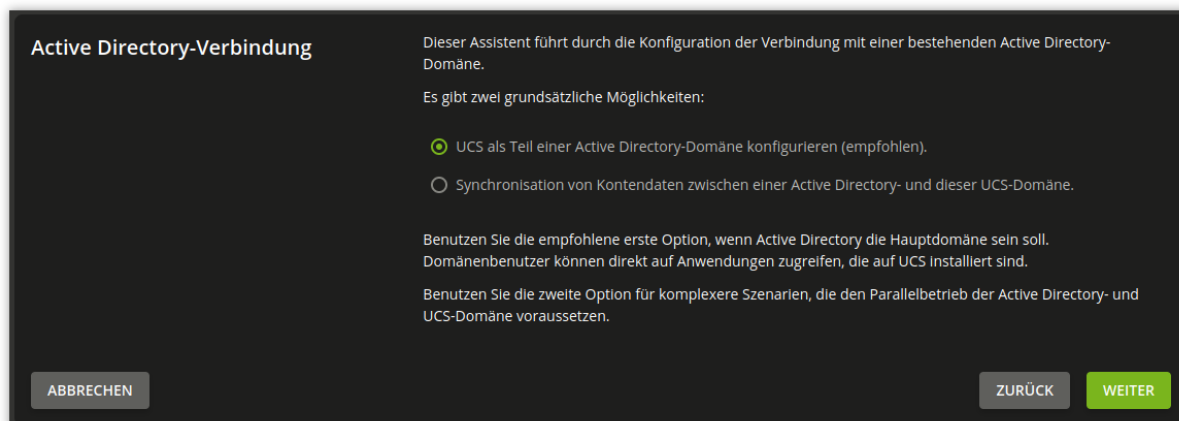 Active Directory-Verbindung
Dieser Assistent führt durch die Konfiguration der Verbindung mit einer bestehenden Active Directory-
Domäne.
Es gibt zwei grundsätzliche Möglichkeiten:
UCS als Teil einer Active Directory-Domäne konfigurieren (empfohlen).
Synchronisation von Kontendaten zwischen einer Active Directory- und dieser UCS-Domäne.
Benutzen Sie die empfohlene erste Option, wenn Active Directory die Hauptdomäne sein soll.
Domänenbenutzer können direkt auf Anwendungen zugreifen, die auf UCS installiert sind.
Benutzen Sie die zweite Option für komplexere Szenarien, die den Parallelbetrieb der Active Directory- und
UCS-Domäne voraussetzen.
ABBRECHEN
ZURÜCK
WEITER